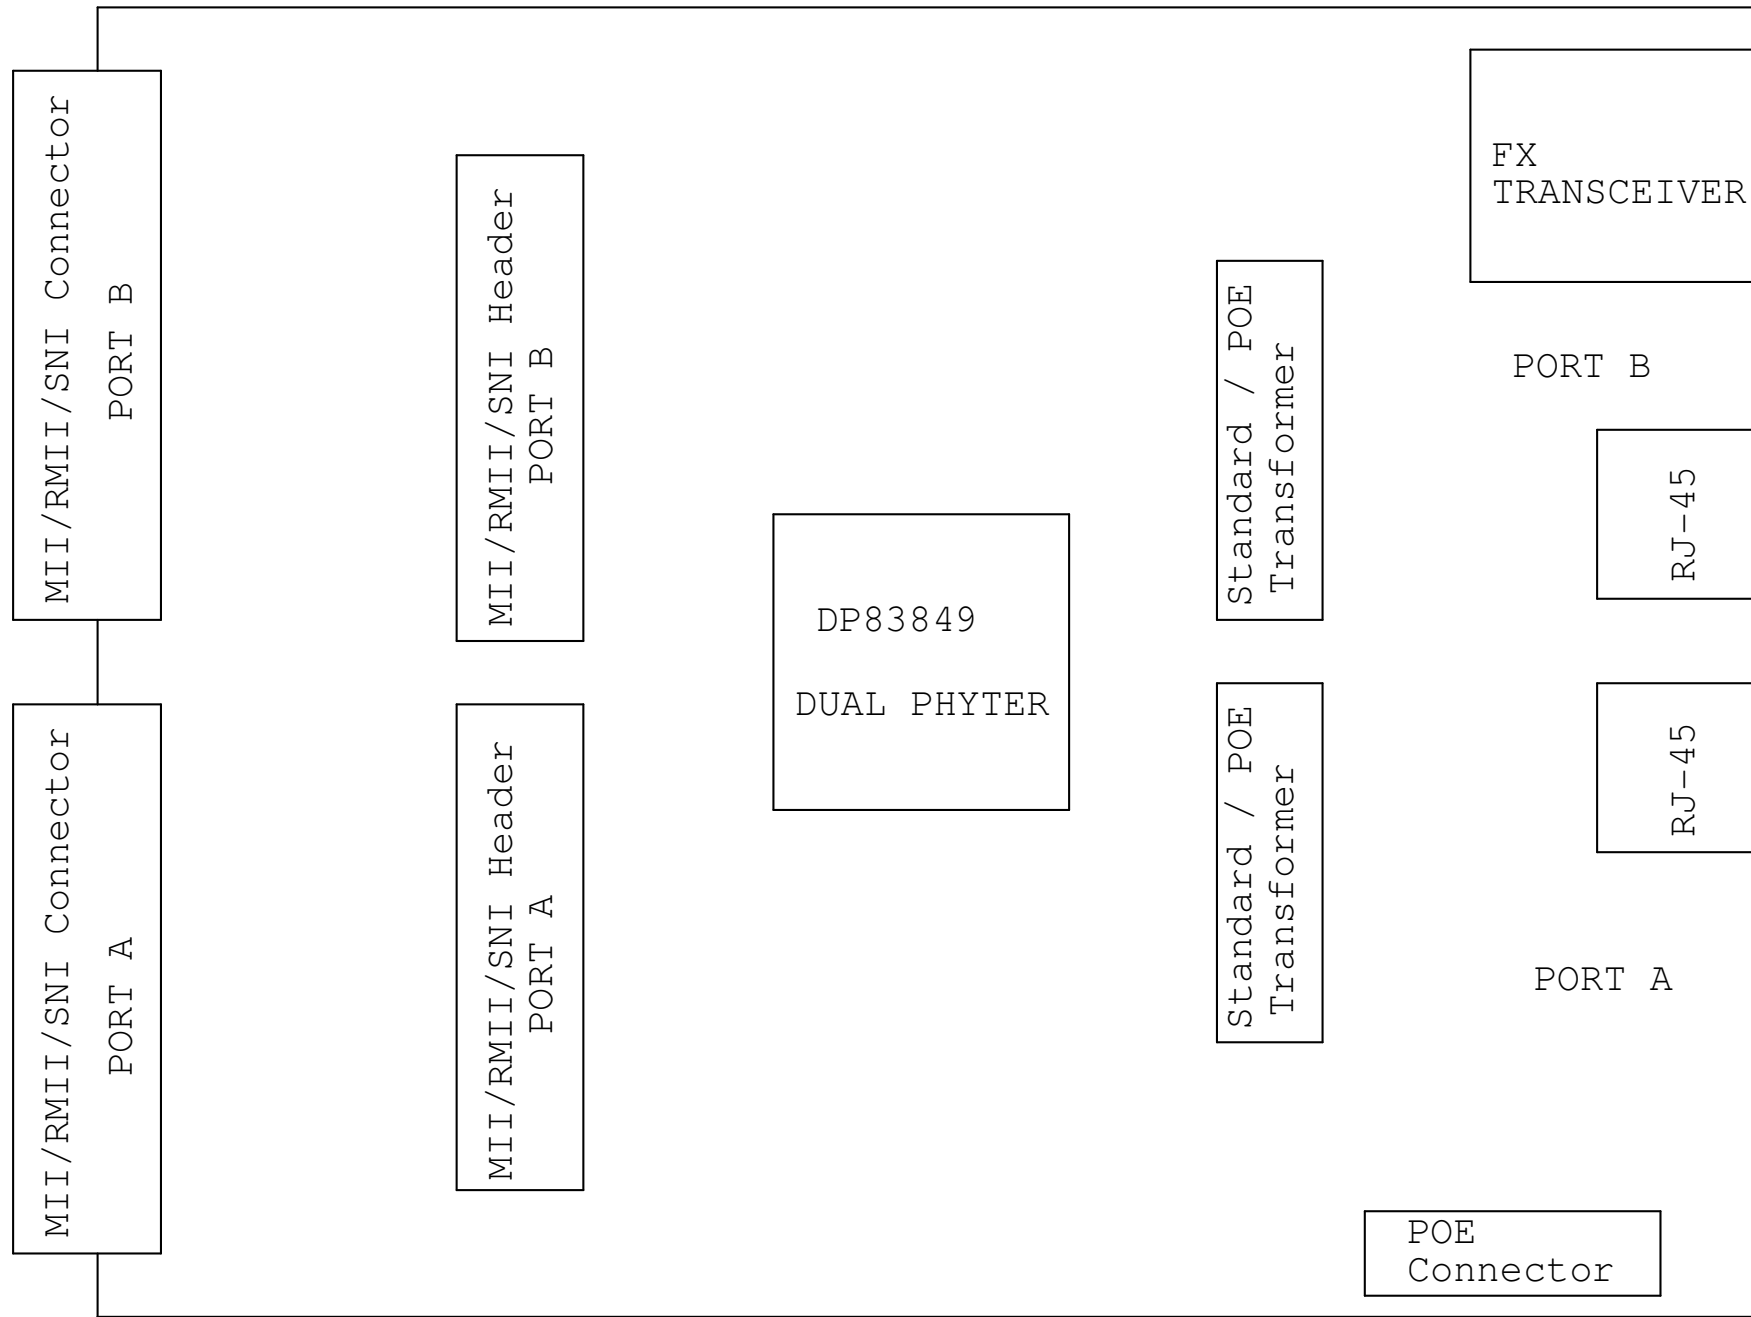 MII/RMII/SNI Connector
PORT B
MII/RMII/SNI Header
PORT B
Standard / POE
Transformer
FX
TRANSCEIVER
PORT B
RJ-45
DP83849
DUAL PHYTER
MII/RMII/SNI Connector
PORT A
MII/RMII/SNI Header
PORT A
Standard / POE
Transformer
RJ-45
PORT A
POE
Connector